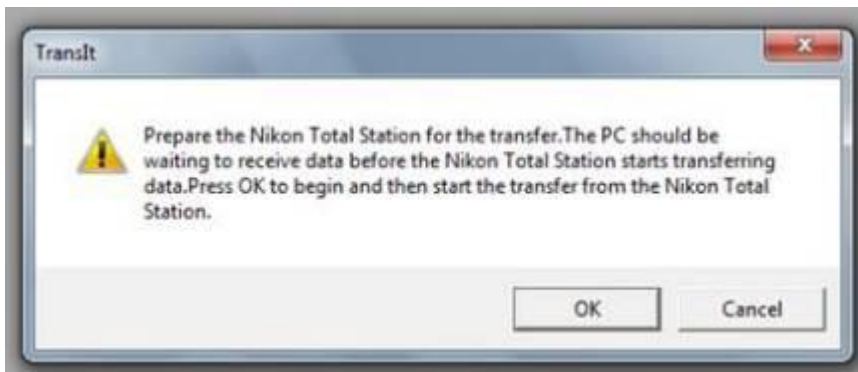 TransIt
Prepare the Nikon Total Station for the transfer.The PC should be
waiting to receive data before the Nikon Total Station starts transferring
data.Press OK to begin and then start the transfer from the Nikon Total
Station.
OK
Cancel